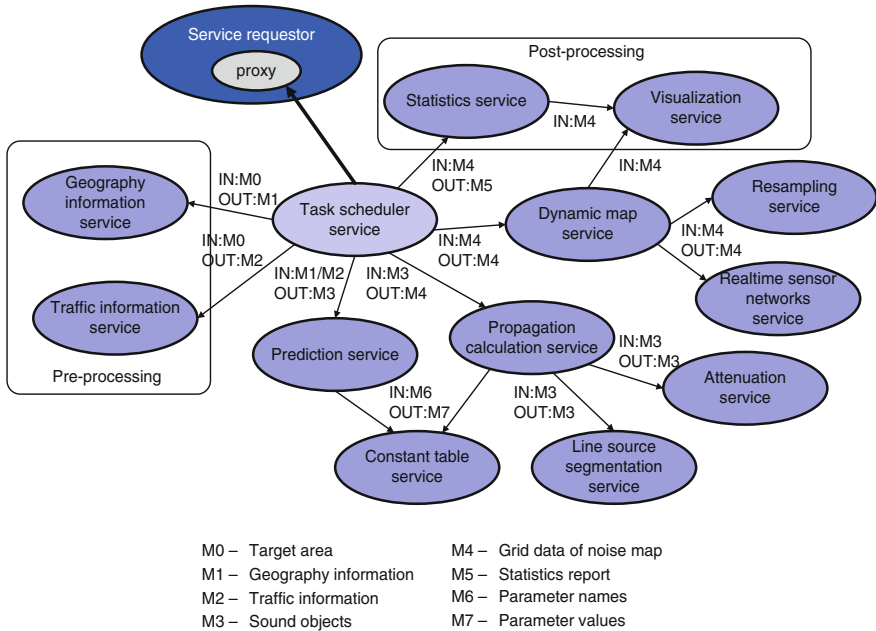 Service requestor
proxy
Post-processing
Statistics service
IN:M4
Visualization
service
IN:M4
OUT:M5
IN:M4
Geography
information
service
IN:M0
OUT:M1
Task scheduler
service
IN:M4
OUT:M4
Dynamic map
service
Resampling
service
IN:M4
OUT:M4
Realtime sensor
networks
service
IN:M0
OUT:M2
Traffic information
service
Pre-processing
IN:M1/M2
OUT:M3
IN:M3
OUT:M4
Prediction service
Propagation
calculation service
IN:M3
OUT:M3
Attenuation
service
IN:M6
OUT:M7
IN:M3
OUT:M3
Constant table
service
Line source
segmentation
service
M0 – Target area
M1 – Geography information
M2 – Traffic information
M3 – Sound objects
M4 – Grid data of noise map
M5 – Statistics report
M6 – Parameter names
M7 – Parameter values